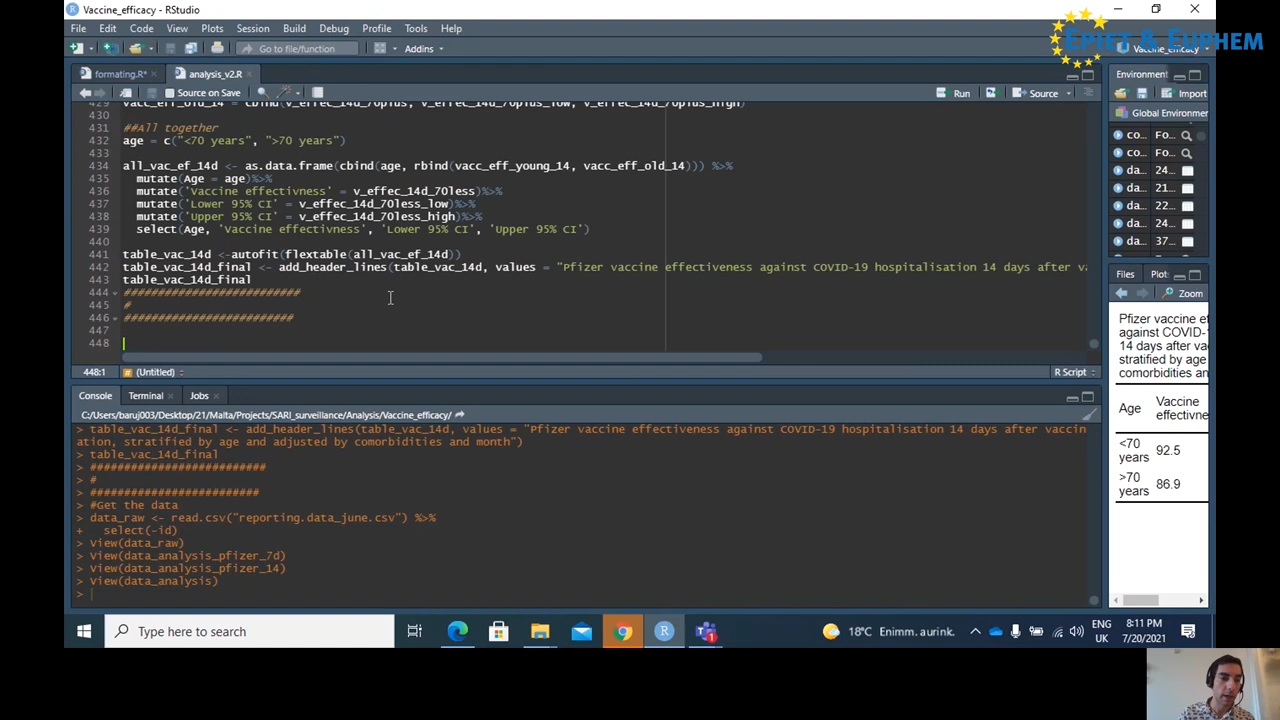 Vaccine_efficacy - RStudio
EPIET & EUPHEM
File Edit Code View Plots Session Build Debug Profile Tools Help
Go to file/function Addins Vaccine_efficacy
formating.R* analysis_v2.R Environment
Source on Save Run Source Import
Global Environmer
429 vacc_eff_old_14 = cbind(v_effec_14d_70plus, v_effec_14d_70plus_low, v_effec_14d_70plus_high)
430
431 ##All together
432 age = c("<70 years", ">70 years")
433
434 all_vac_ef_14d <- as.data.frame(cbind(age, rbind(vacc_eff_young_14, vacc_eff_old_14))) %>%
435 mutate(Age = age)%>%
436 mutate('Vaccine effectivness' = v_effec_14d_70less)%>%
437 mutate('Lower 95% CI' = v_effec_14d_70less_low)%>%
438 mutate('Upper 95% CI' = v_effec_14d_70less_high)%>%
439 select(Age, 'Vaccine effectivness', 'Lower 95% CI', 'Upper 95% CI')
440
441 table_vac_14d <-autofit(flextable(all_vac_ef_14d))
442 table_vac_14d_final <- add_header_lines(table_vac_14d, values = "Pfizer vaccine effectiveness against COVID-19 hospitalisation 14 days after va
443 table_vac_14d_final
444 ##########################
445 #
446 #########################
447
448
448:1 # (Untitled) R Script
co... Fo...
co... Fo...
da... 24...
da... 21...
da... 22...
da... 24...
da... 37...
Files Plot
Zoom
Pfizer vaccine ef
against COVID-
14 days after va
stratified by age
comorbidities an
Age Vaccine
effectivne
<70
years 92.5
>70
years 86.9
Console Terminal Jobs
C:/Users/baruj003/Desktop/21/Malta/Projects/SARI_surveillance/Analysis/Vaccine_efficacy/
> table_vac_14d_final <- add_header_lines(table_vac_14d, values = "Pfizer vaccine effectiveness against COVID-19 hospitalisation 14 days after vaccin
ation, stratified by age and adjusted by comorbidities and month")
> table_vac_14d_final
> ##########################
> #
> #########################
> #Get the data
> data_raw <- read.csv("reporting.data_june.csv") %>%
+ select(-id)
> View(data_raw)
> View(data_analysis_pfizer_7d)
> View(data_analysis_pfizer_14)
> View(data_analysis)
>
Type here to search
18°C Enimm. aurink.
ENG
UK
8:11 PM
7/20/2021